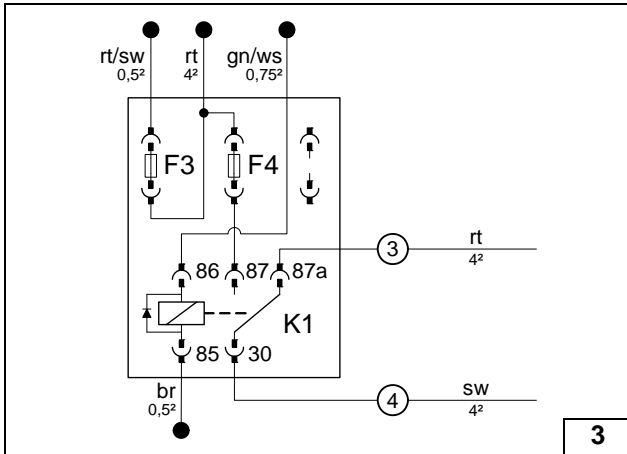 rt/sw
0,5²
rt
4²
gn/ws
0,75²
F3
F4
3
rt
4²
86
87
87a
K1
85
30
br
0,5²
4
sw
4²
3